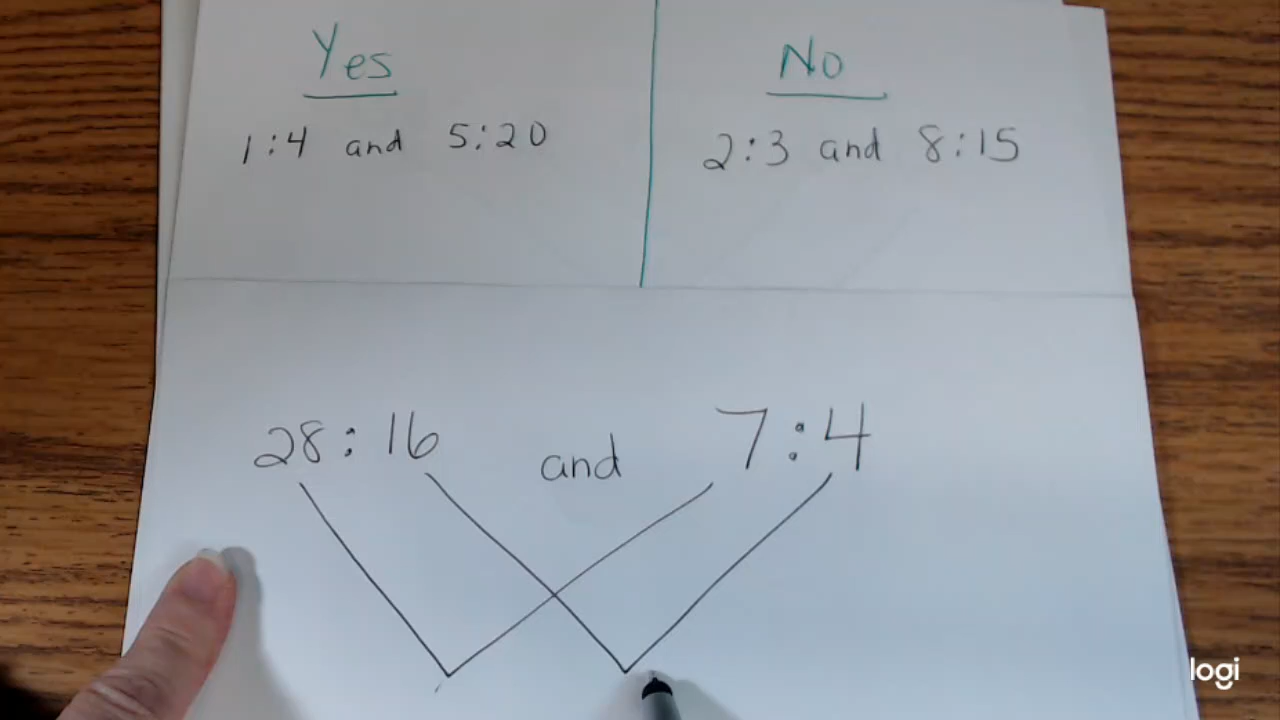 Yes
1:4 and 5:20
No
2:3 and 8:15
28:16 and 7:4
logi